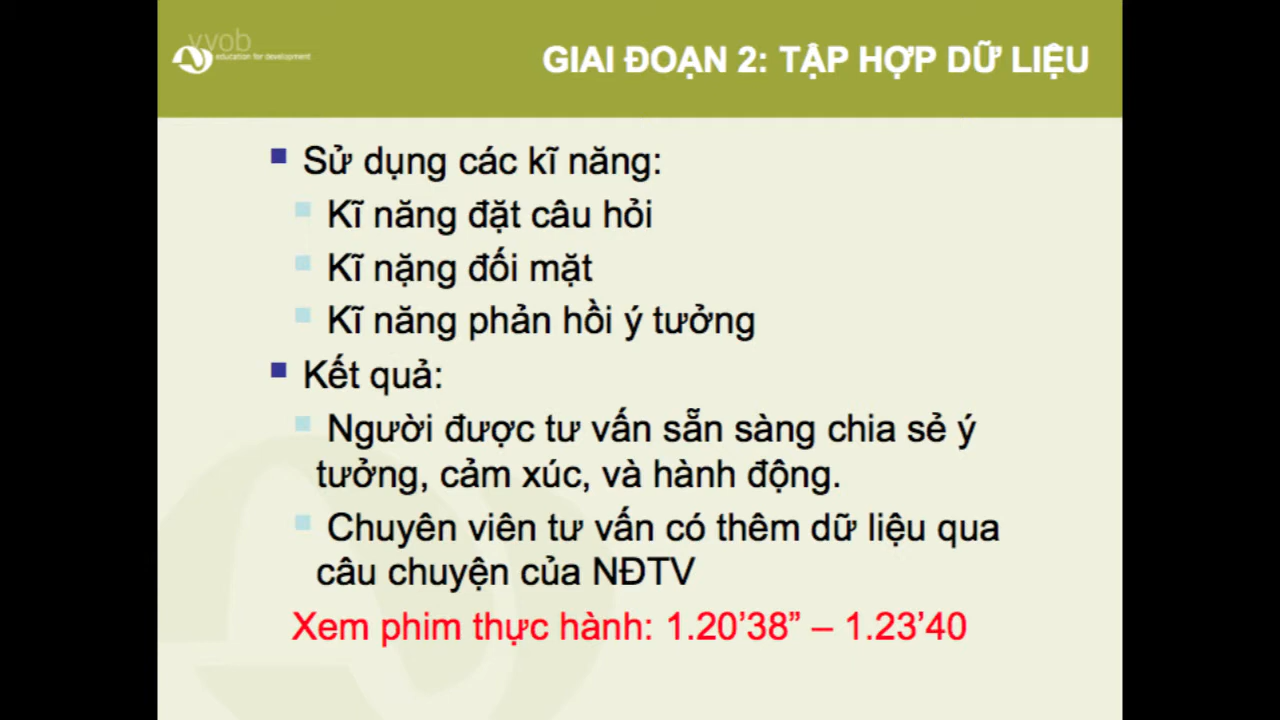 vvob
education for development
GIAI ĐOẠN 2: TẬP HỢP DỮ LIỆU
Sử dụng các kĩ năng:
Kĩ năng đặt câu hỏi
Kĩ nặng đối mặt
Kĩ năng phản hồi ý tưởng
Kết quả:
Người được tư vấn sẵn sàng chia sẻ ý
tưởng, cảm xúc, và hành động.
Chuyên viên tư vấn có thêm dữ liệu qua
câu chuyện của NĐTV
Xem phim thực hành: 1.20’38” – 1.23’40